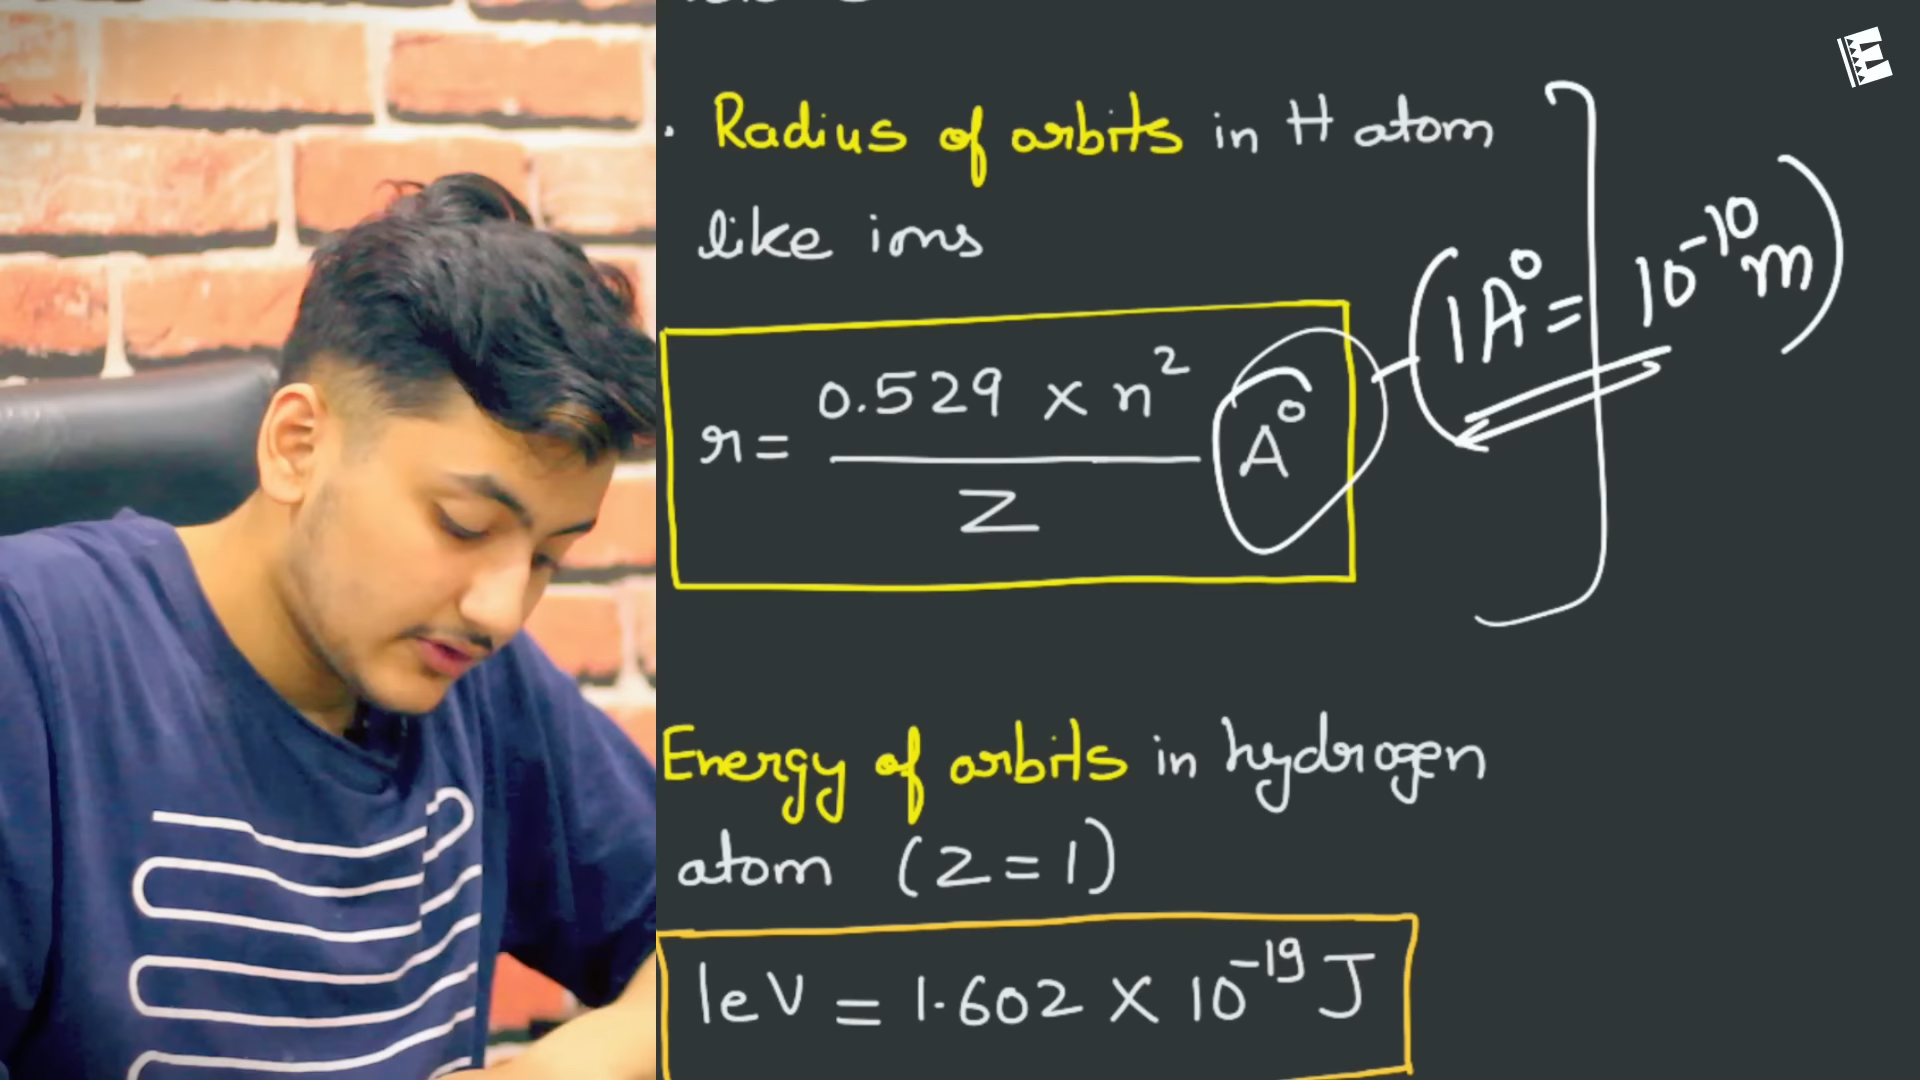 · Radius of orbits in H atom
like ions
r = 0.529 × n² / Z A° (1A° = 10⁻¹⁰ m)
Energy of orbits in hydrogen
atom (Z = 1)
1eV = 1.602 × 10⁻¹⁹ J
E